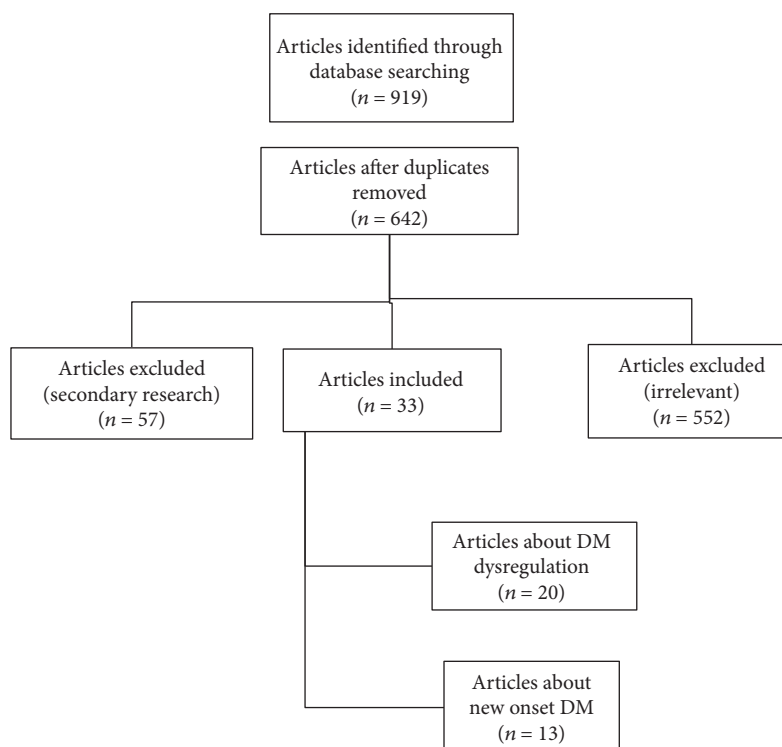 Articles identified through
database searching
(n = 919)
Articles after duplicates
removed
(n = 642)
Articles excluded
(secondary research)
(n = 57)
Articles included
(n = 33)
Articles excluded
(irrelevant)
(n = 552)
Articles about DM
dysregulation
(n = 20)
Articles about
new onset DM
(n = 13)